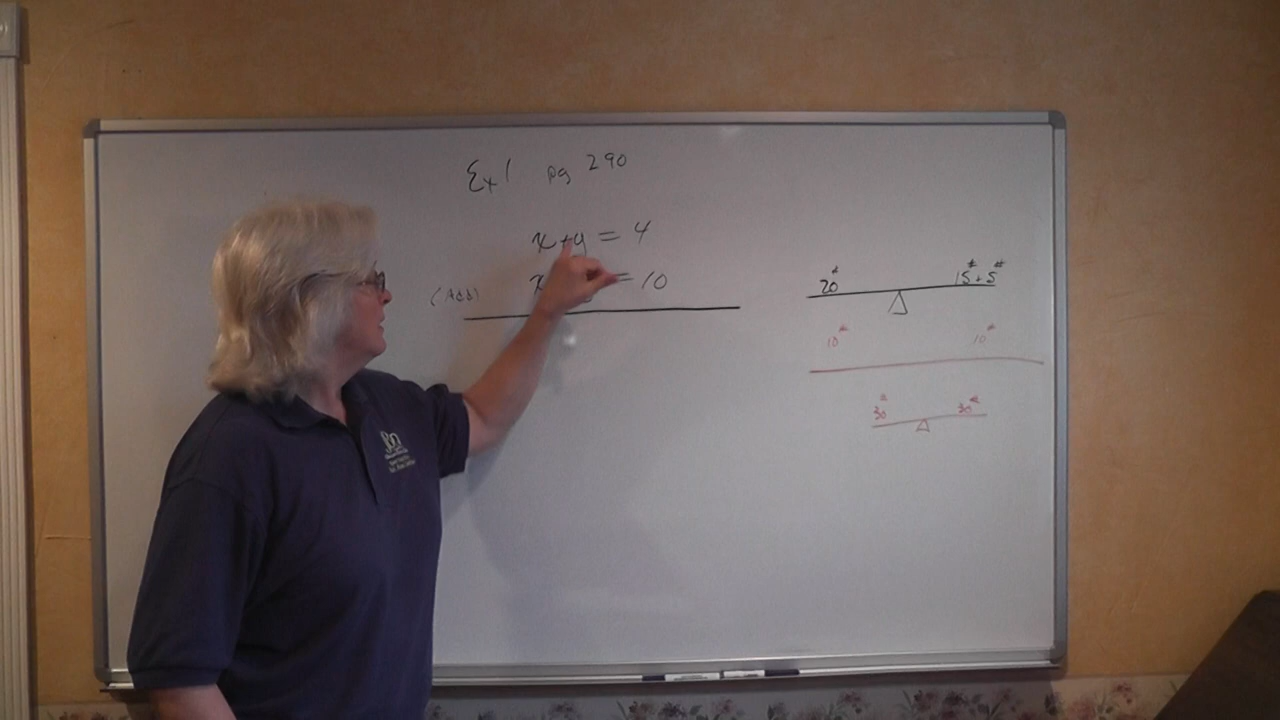 Ex 1 pg 290
x + y = 4
(Add) x = 10
20# 15# + 5#
10# 10#
30# 30#